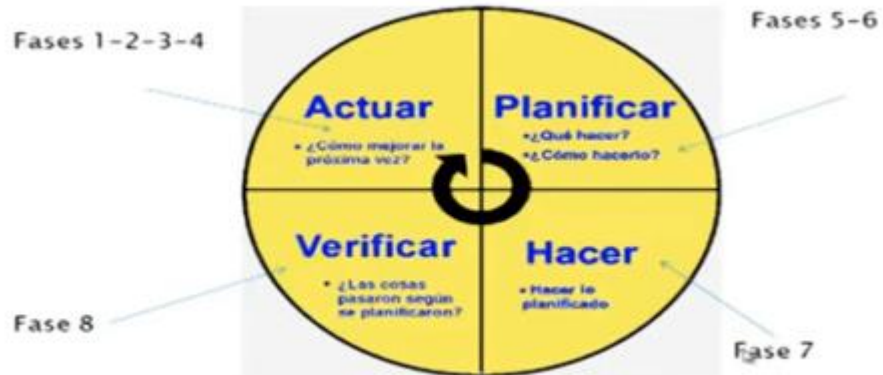 Fases 1-2-3-4
Fases 5-6
Actuar
• ¿Cómo mejorar la
próxima vez?
Planificar
•¿Qué hacer?
•¿Cómo hacerlo?
Verificar
• ¿Las cosas
pasaron según
se planificaron?
Hacer
• Hacer lo
planificado
Fase 8
Fase 7